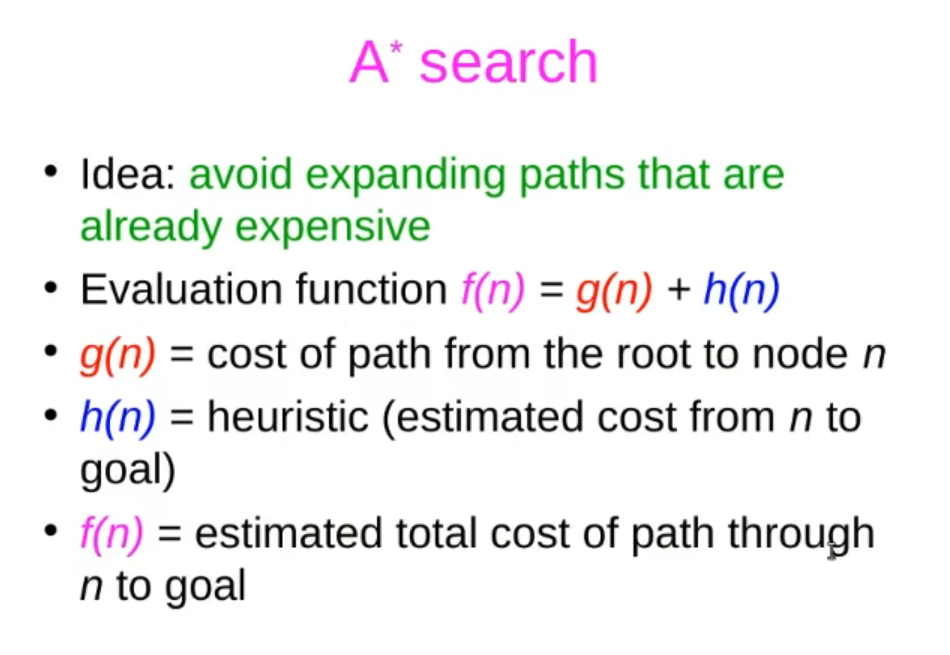 A* search
• Idea: avoid expanding paths that are
already expensive
• Evaluation function f(n) = g(n) + h(n)
• g(n) = cost of path from the root to node n
• h(n) = heuristic (estimated cost from n to
goal)
• f(n) = estimated total cost of path through
n to goal